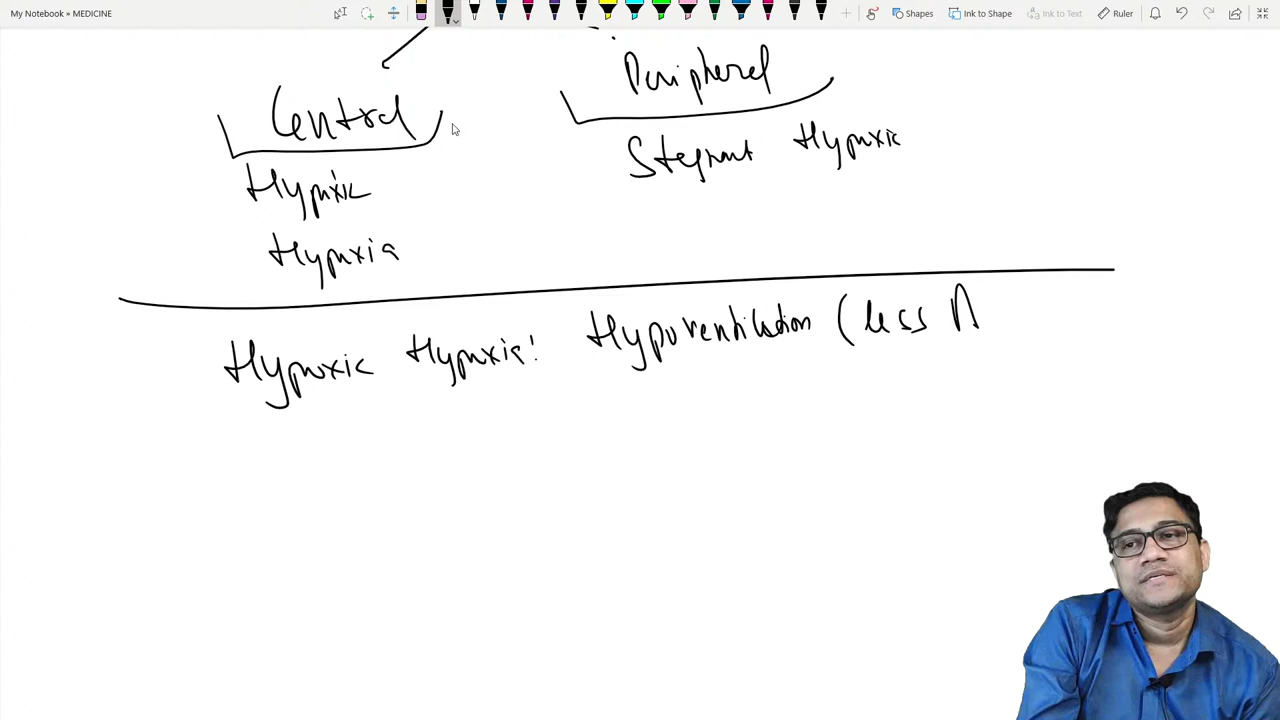 My Notebook » MEDICINE
Shapes Ink to Shape Ink to Text Ruler
Peripheral
Central
Stagnant Hypoxic
Hypoxic
Hypoxia
Hypoxic Hypoxia: Hypoventilation (less A